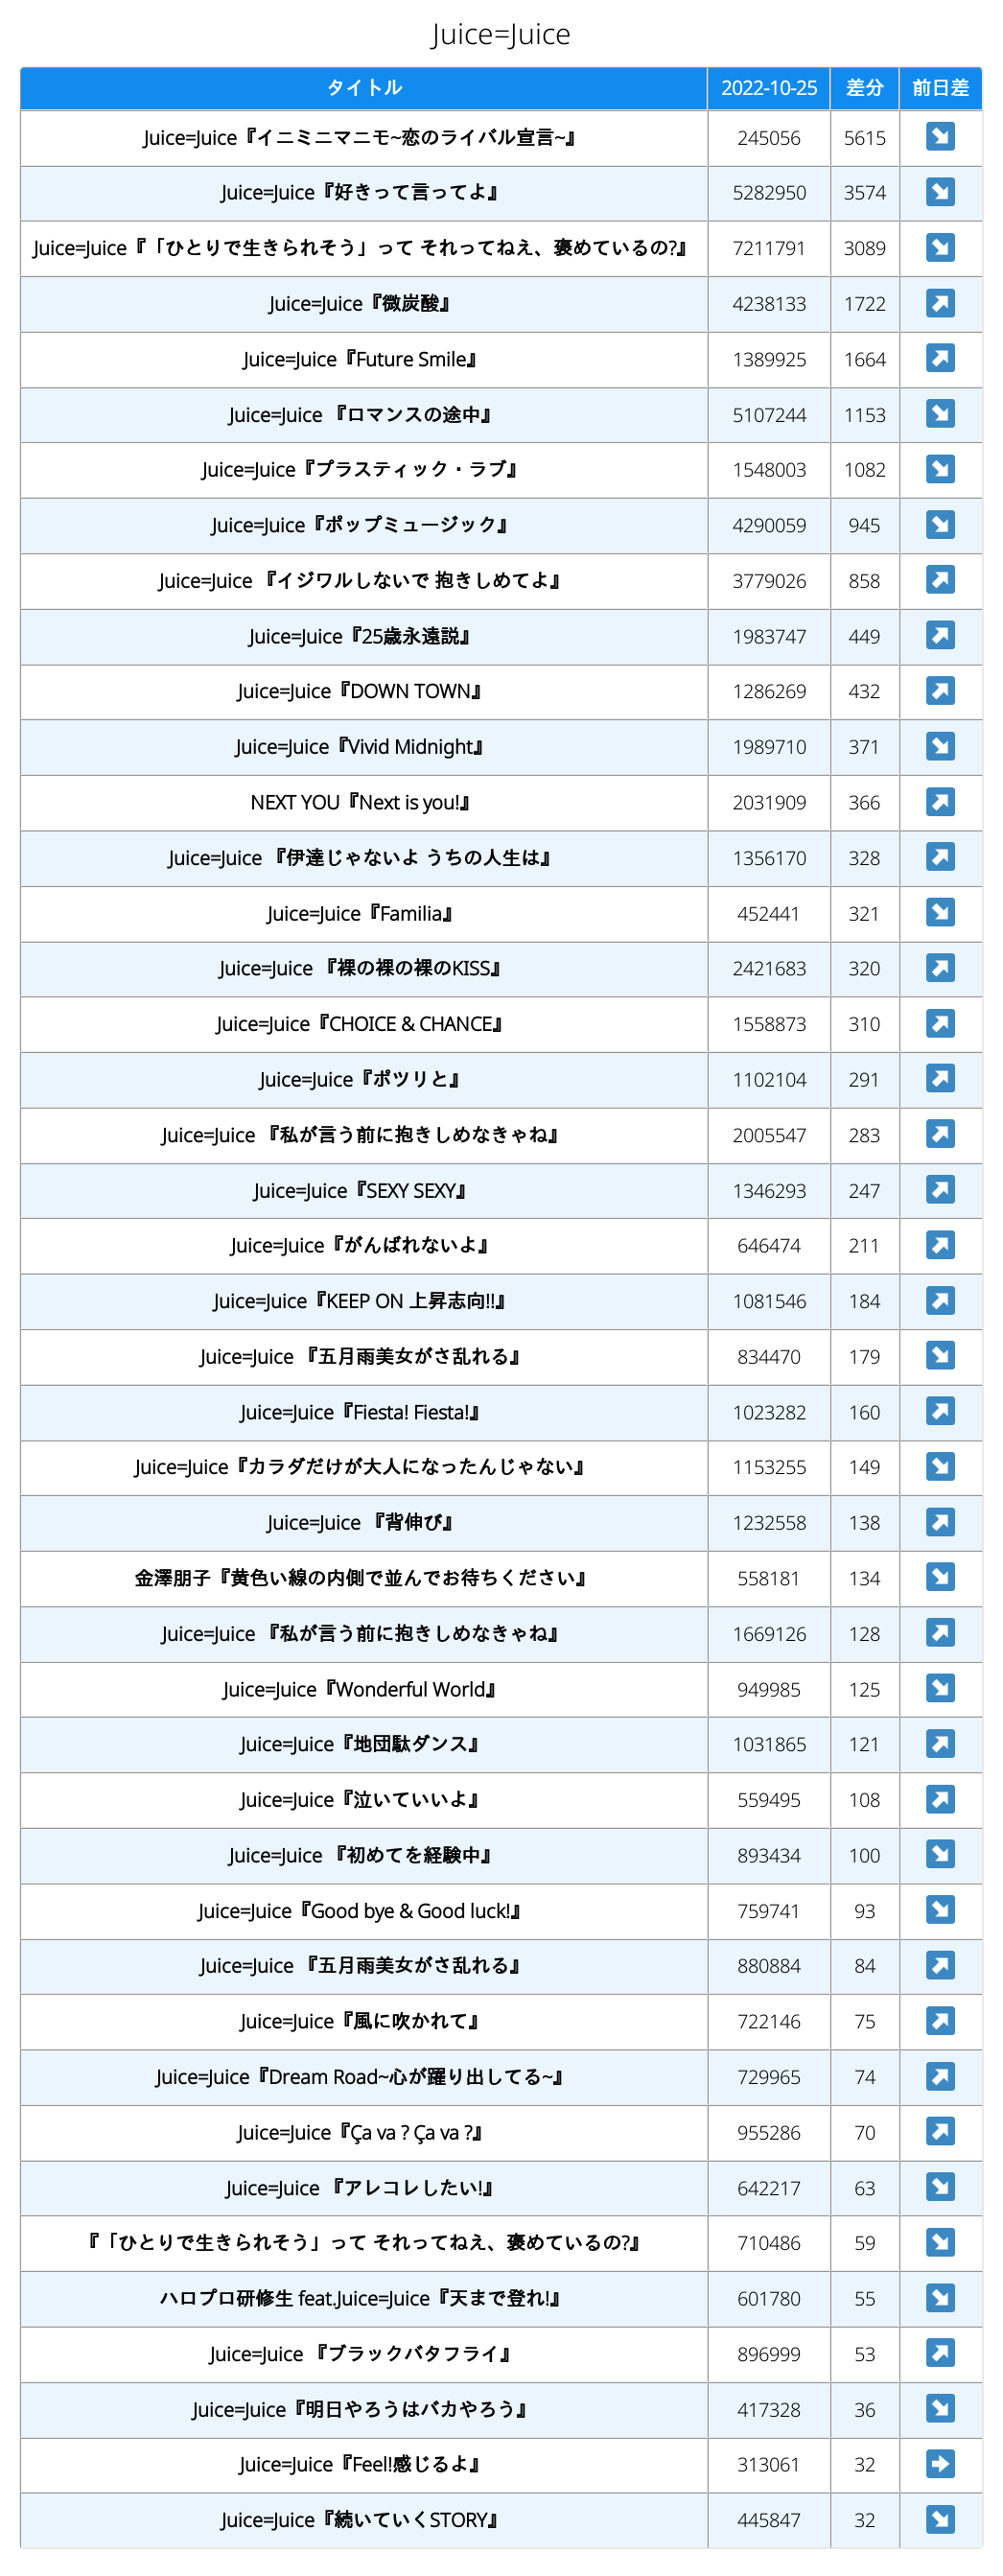 Juice=Juice
タイトル 2022-10-25 差分 前日差
Juice=Juice『イニミニマニモ~恋のライバル宣言~』 245056 5615 ↘
Juice=Juice『好きって言ってよ』 5282950 3574 ↘
Juice=Juice『「ひとりで生きられそう」って それってねえ、褒めているの?』 7211791 3089 ↘
Juice=Juice『微炭酸』 4238133 1722 ↗
Juice=Juice『Future Smile』 1389925 1664 ↗
Juice=Juice 『ロマンスの途中』 5107244 1153 ↘
Juice=Juice『プラスティック・ラブ』 1548003 1082 ↘
Juice=Juice『ポップミュージック』 4290059 945 ↘
Juice=Juice 『イジワルしないで 抱きしめてよ』 3779026 858 ↗
Juice=Juice『25歳永遠説』 1983747 449 ↗
Juice=Juice『DOWN TOWN』 1286269 432 ↗
Juice=Juice『Vivid Midnight』 1989710 371 ↘
NEXT YOU『Next is you!』 2031909 366 ↗
Juice=Juice 『伊達じゃないよ うちの人生は』 1356170 328 ↗
Juice=Juice『Familia』 452441 321 ↘
Juice=Juice 『裸の裸の裸のKISS』 2421683 320 ↗
Juice=Juice『CHOICE & CHANCE』 1558873 310 ↗
Juice=Juice『ポツリと』 1102104 291 ↗
Juice=Juice 『私が言う前に抱きしめなきゃね』 2005547 283 ↗
Juice=Juice『SEXY SEXY』 1346293 247 ↗
Juice=Juice『がんばれないよ』 646474 211 ↗
Juice=Juice『KEEP ON 上昇志向!!』 1081546 184 ↗
Juice=Juice 『五月雨美女がさ乱れる』 834470 179 ↘
Juice=Juice『Fiesta! Fiesta!』 1023282 160 ↗
Juice=Juice『カラダだけが大人になったんじゃない』 1153255 149 ↘
Juice=Juice 『背伸び』 1232558 138 ↗
金澤朋子『黄色い線の内側で並んでお待ちください』 558181 134 ↘
Juice=Juice 『私が言う前に抱きしめなきゃね』 1669126 128 ↗
Juice=Juice『Wonderful World』 949985 125 ↘
Juice=Juice『地団駄ダンス』 1031865 121 ↗
Juice=Juice『泣いていいよ』 559495 108 ↗
Juice=Juice 『初めてを経験中』 893434 100 ↘
Juice=Juice『Good bye & Good luck!』 759741 93 ↘
Juice=Juice 『五月雨美女がさ乱れる』 880884 84 ↗
Juice=Juice『風に吹かれて』 722146 75 ↗
Juice=Juice『Dream Road~心が躍り出してる~』 729965 74 ↗
Juice=Juice『Ça va ? Ça va ?』 955286 70 ↗
Juice=Juice 『アレコレしたい!』 642217 63 ↘
『「ひとりで生きられそう」って それってねえ、褒めているの?』 710486 59 ↘
ハロプロ研修生 feat.Juice=Juice『天まで登れ!』 601780 55 ↘
Juice=Juice 『ブラックバタフライ』 896999 53 ↗
Juice=Juice『明日やろうはバカやろう』 417328 36 ↘
Juice=Juice『Feel!感じるよ』 313061 32 →
Juice=Juice『続いていくSTORY』 445847 32 ↘